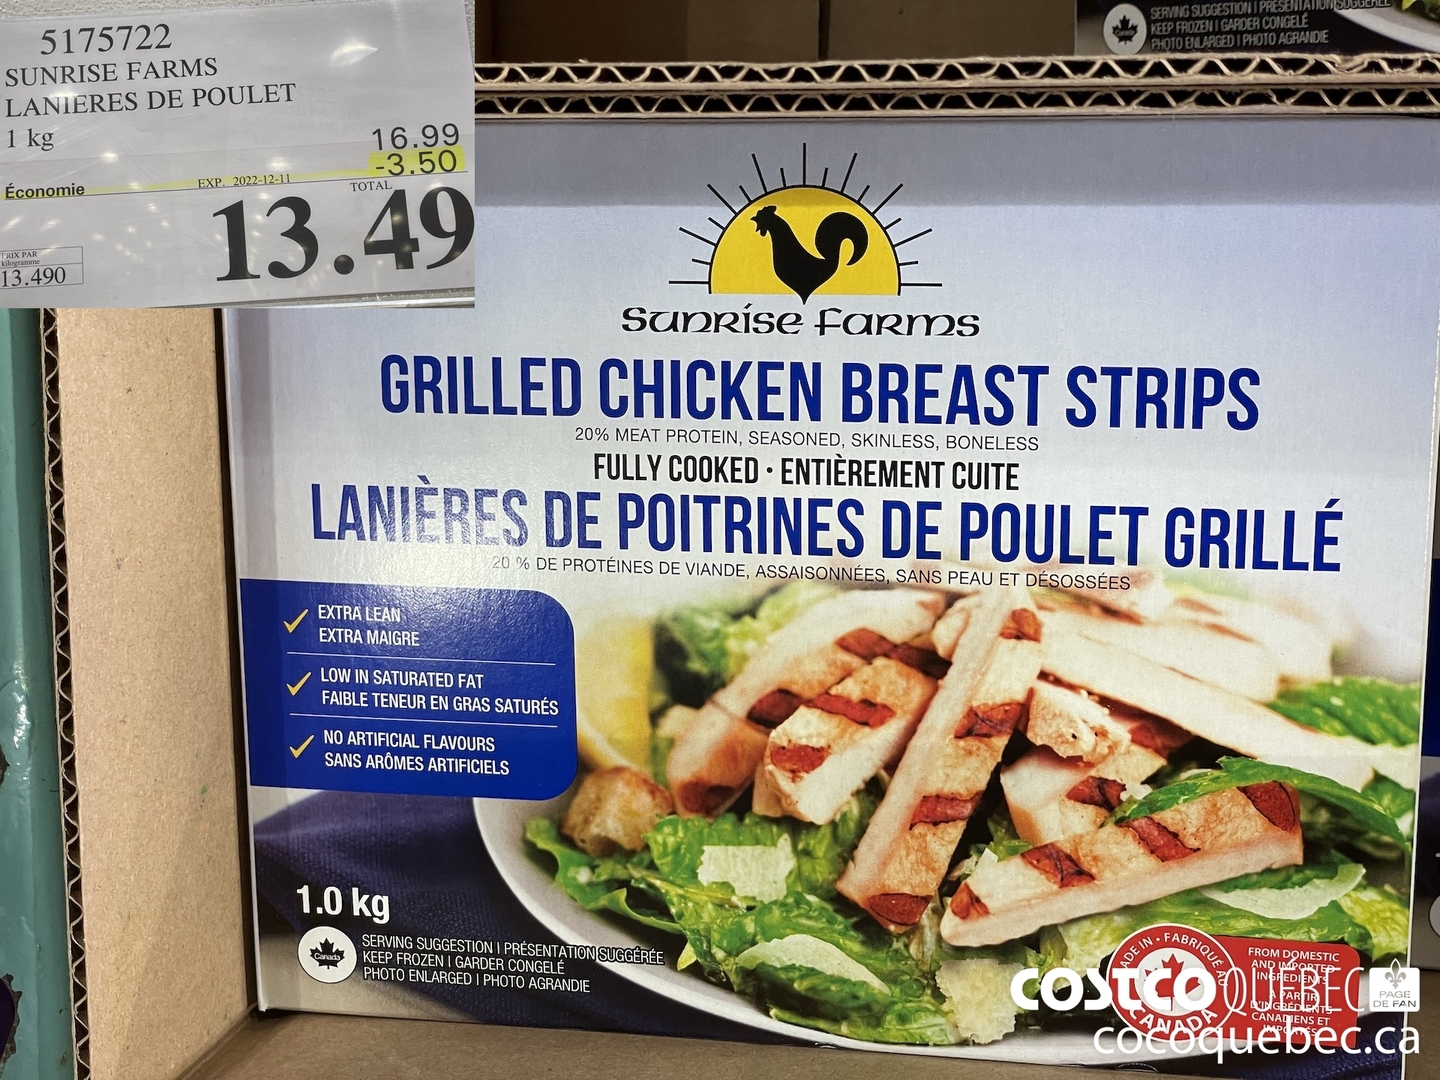 5175722
SUNRISE FARMS
LANIERES DE POULET
1 kg
16.99
-3.50
Économie
EXP. 2022-12-11
TOTAL
13.49
PRIX PAR
kilogramme
13.490
SERVING SUGGESTION | PRÉSENTATION SUGGÉRÉE
KEEP FROZEN | GARDER CONGELÉ
PHOTO ENLARGED | PHOTO AGRANDIE
Canada
Sunrise Farms
GRILLED CHICKEN BREAST STRIPS
20% MEAT PROTEIN, SEASONED, SKINLESS, BONELESS
FULLY COOKED · ENTIÈREMENT CUITE
LANIÈRES DE POITRINES DE POULET GRILLÉ
20 % DE PROTÉINES DE VIANDE, ASSAISONNÉES, SANS PEAU ET DÉSOSSÉES
EXTRA LEAN
EXTRA MAIGRE
LOW IN SATURATED FAT
FAIBLE TENEUR EN GRAS SATURÉS
NO ARTIFICIAL FLAVOURS
SANS ARÔMES ARTIFICIELS
1.0 kg
Canada
SERVING SUGGESTION | PRÉSENTATION SUGGÉRÉE
KEEP FROZEN | GARDER CONGELÉ
PHOTO ENLARGED | PHOTO AGRANDIE
MADE IN · FABRIQUÉ AU
CANADA
FROM DOMESTIC
AND IMPORTED
INGREDIENTS
À PARTIR
D'INGRÉDIENTS
CANADIENS ET
IMPORTÉS
COSTCO QUEBEC
PAGE
DE FAN
cocoquebec.ca